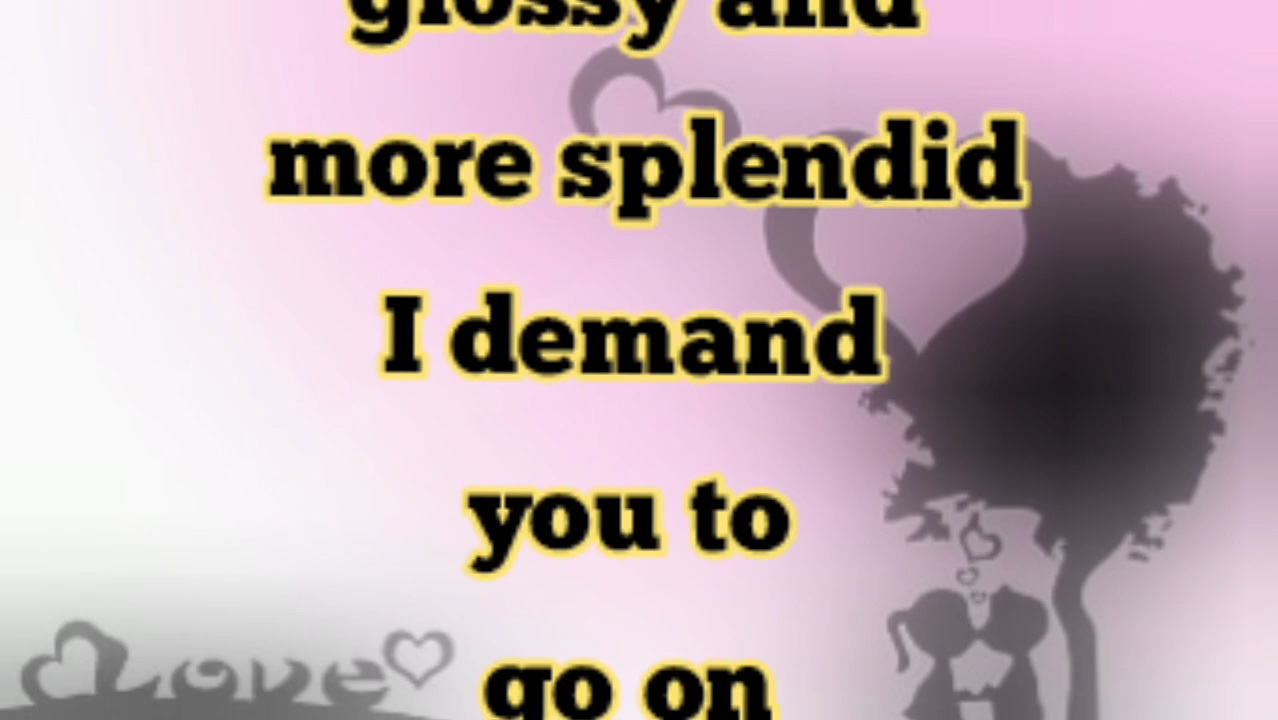 glossy and
more splendid
I demand
you to
go on
Love